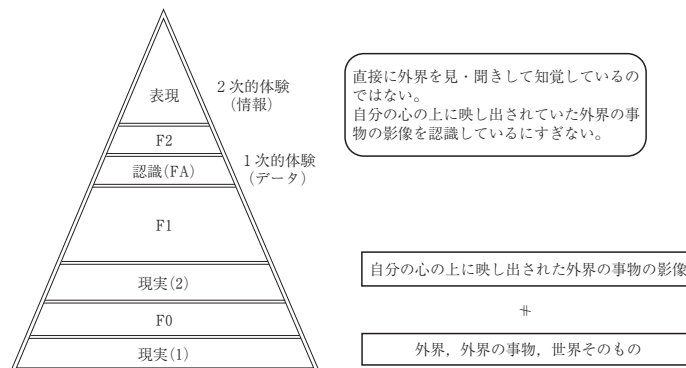 表現
F2
認識(FA)
F1
現実(2)
F0
現実(1)
2次的体験
(情報)
1次的体験
(データ)
直接に外界を見・聞きして知覚しているの
ではない。
自分の心の上に映し出されていた外界の事
物の影像を認識しているにすぎない。
自分の心の上に映し出された外界の事物の影像
≠
外界，外界の事物，世界そのもの